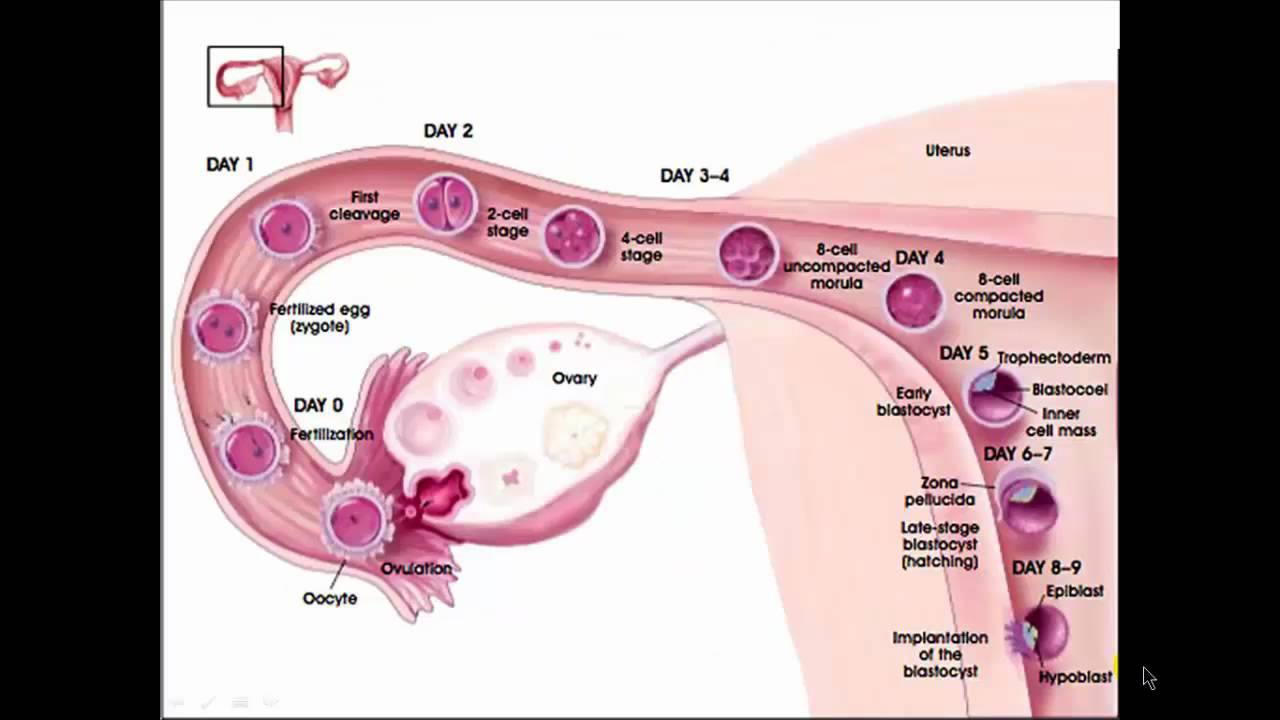 DAY 1
DAY 2
DAY 3–4
Uterus
First
cleavage
2-cell
stage
4-cell
stage
8-cell
uncompacted
morula
DAY 4
8-cell
compacted
morula
Fertilized egg
(zygote)
DAY 0
Fertilization
Ovary
DAY 5
Trophectoderm
Blastocoel
Inner
cell mass
Early
blastocyst
DAY 6–7
Zona
pellucida
Late-stage
blastocyst
(hatching)
Ovulation
Oocyte
DAY 8–9
Epiblast
Implantation
of the
blastocyst
Hypoblast